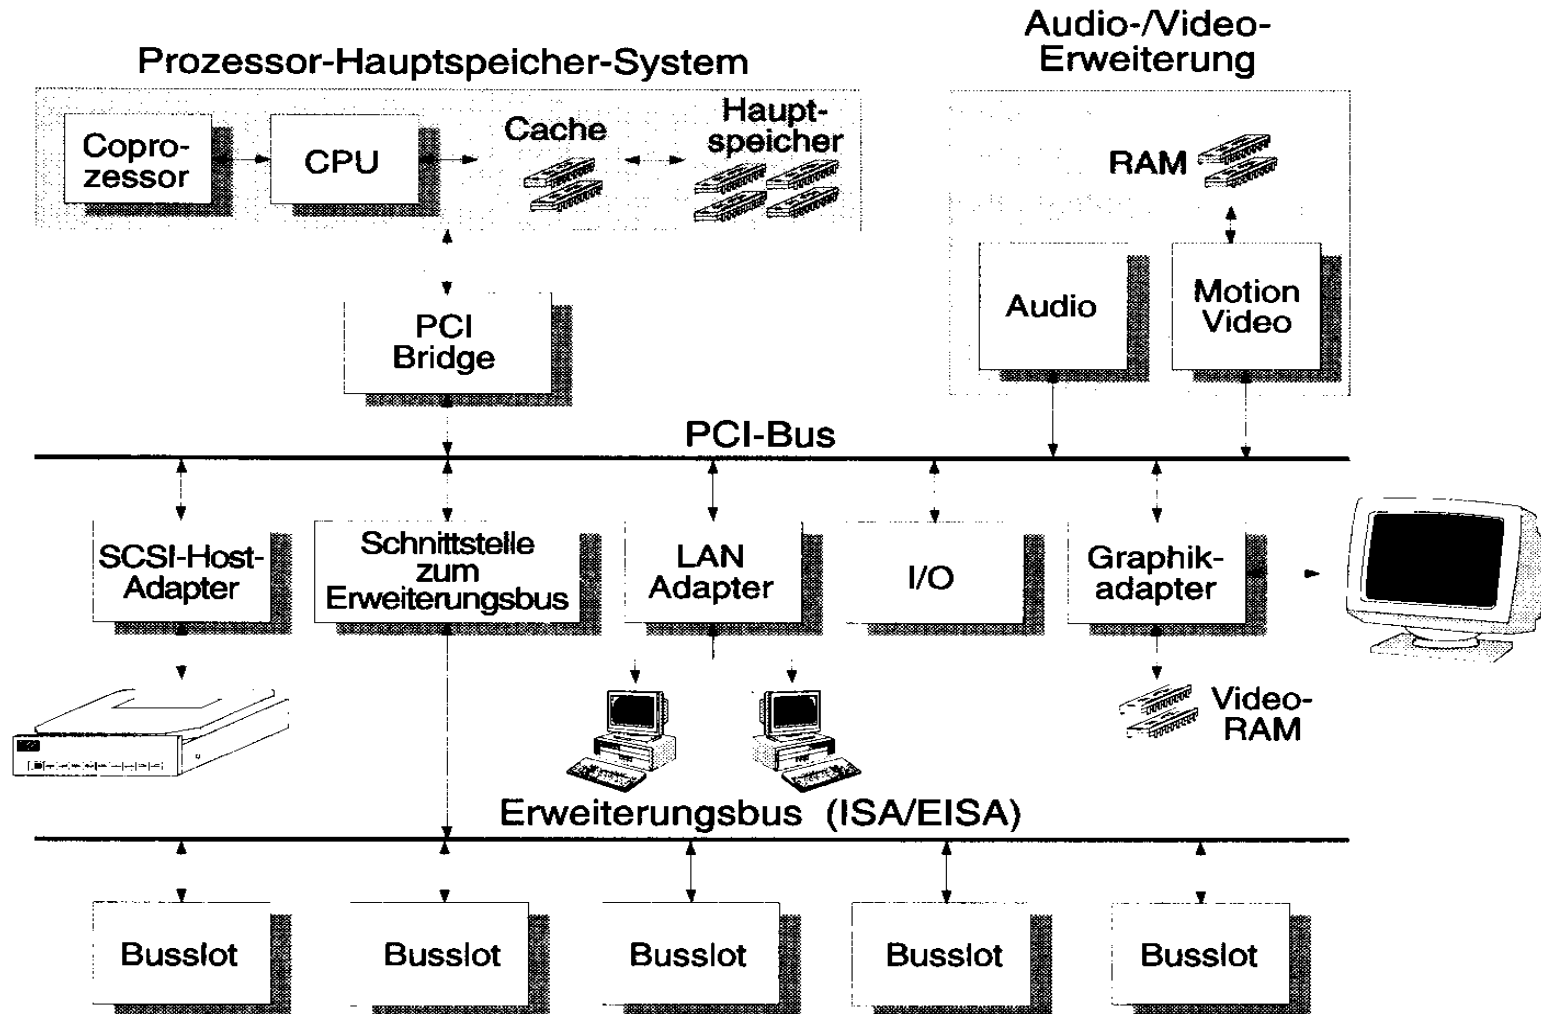 Prozessor-Hauptspeicher-System
Audio-/Video-
Erweiterung
Copro-
zessor
CPU
Cache
Haupt-
speicher
RAM
Audio
Motion
Video
PCI
Bridge
PCI-Bus
SCSI-Host-
Adapter
Schnittstelle
zum
Erweiterungsbus
LAN
Adapter
I/O
Graphik-
adapter
Video-
RAM
Erweiterungsbus (ISA/EISA)
Busslot
Busslot
Busslot
Busslot
Busslot